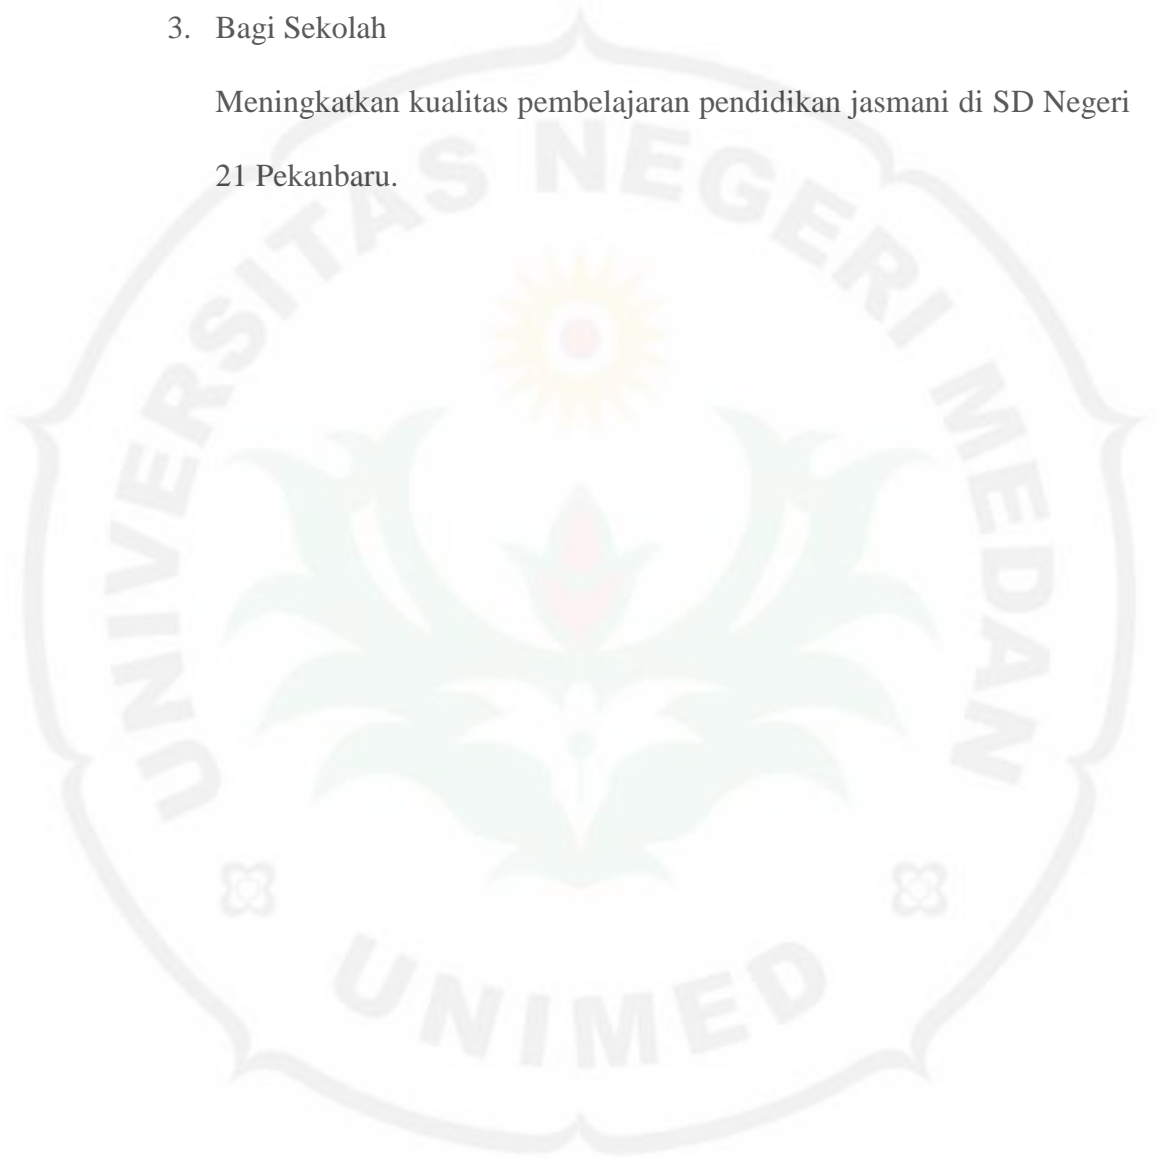 3. Bagi Sekolah
Meningkatkan kualitas pembelajaran pendidikan jasmani di SD Negeri
21 Pekanbaru.
UNIVERSITAS NEGERI MEDAN
UNIMED